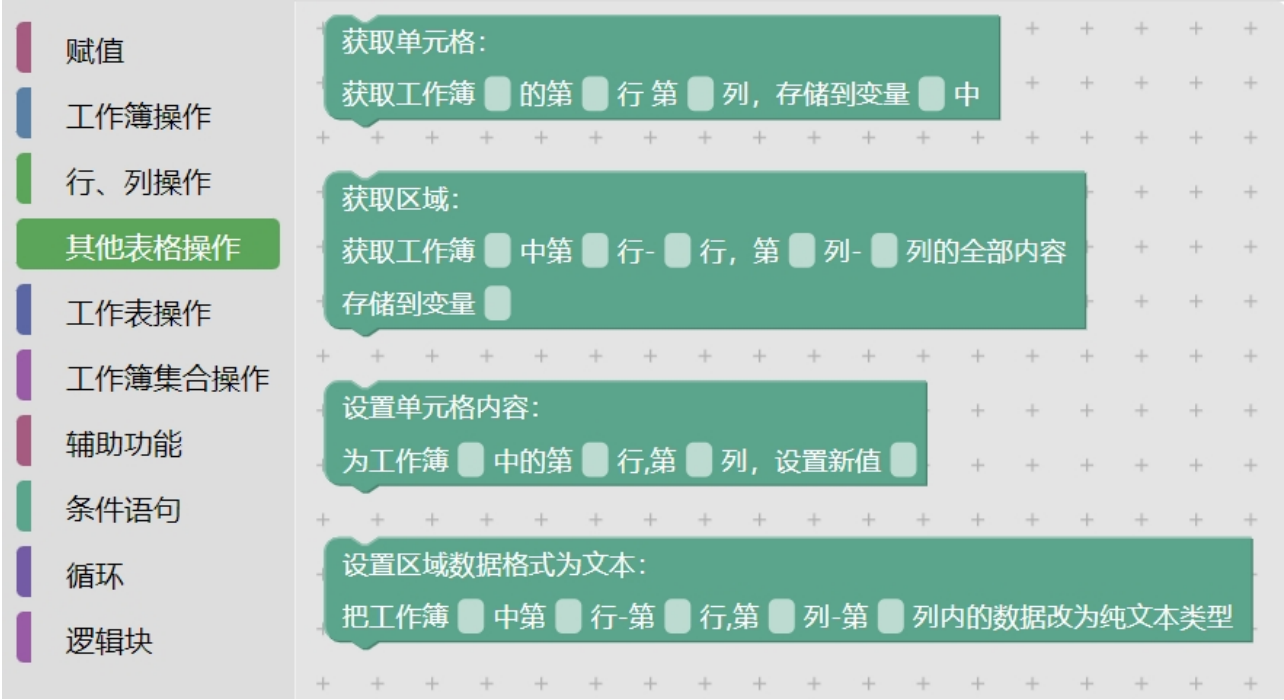 赋值
工作簿操作
行、列操作
其他表格操作
工作表操作
工作簿集合操作
辅助功能
条件语句
循环
逻辑块
获取单元格：
获取工作簿 的第 行 第 列，存储到变量 中
获取区域：
获取工作簿 中第 行- 行，第 列- 列的全部内容
存储到变量
设置单元格内容：
为工作簿 中的第 行,第 列，设置新值
设置区域数据格式为文本：
把工作簿 中第 行-第 行,第 列-第 列内的数据改为纯文本类型